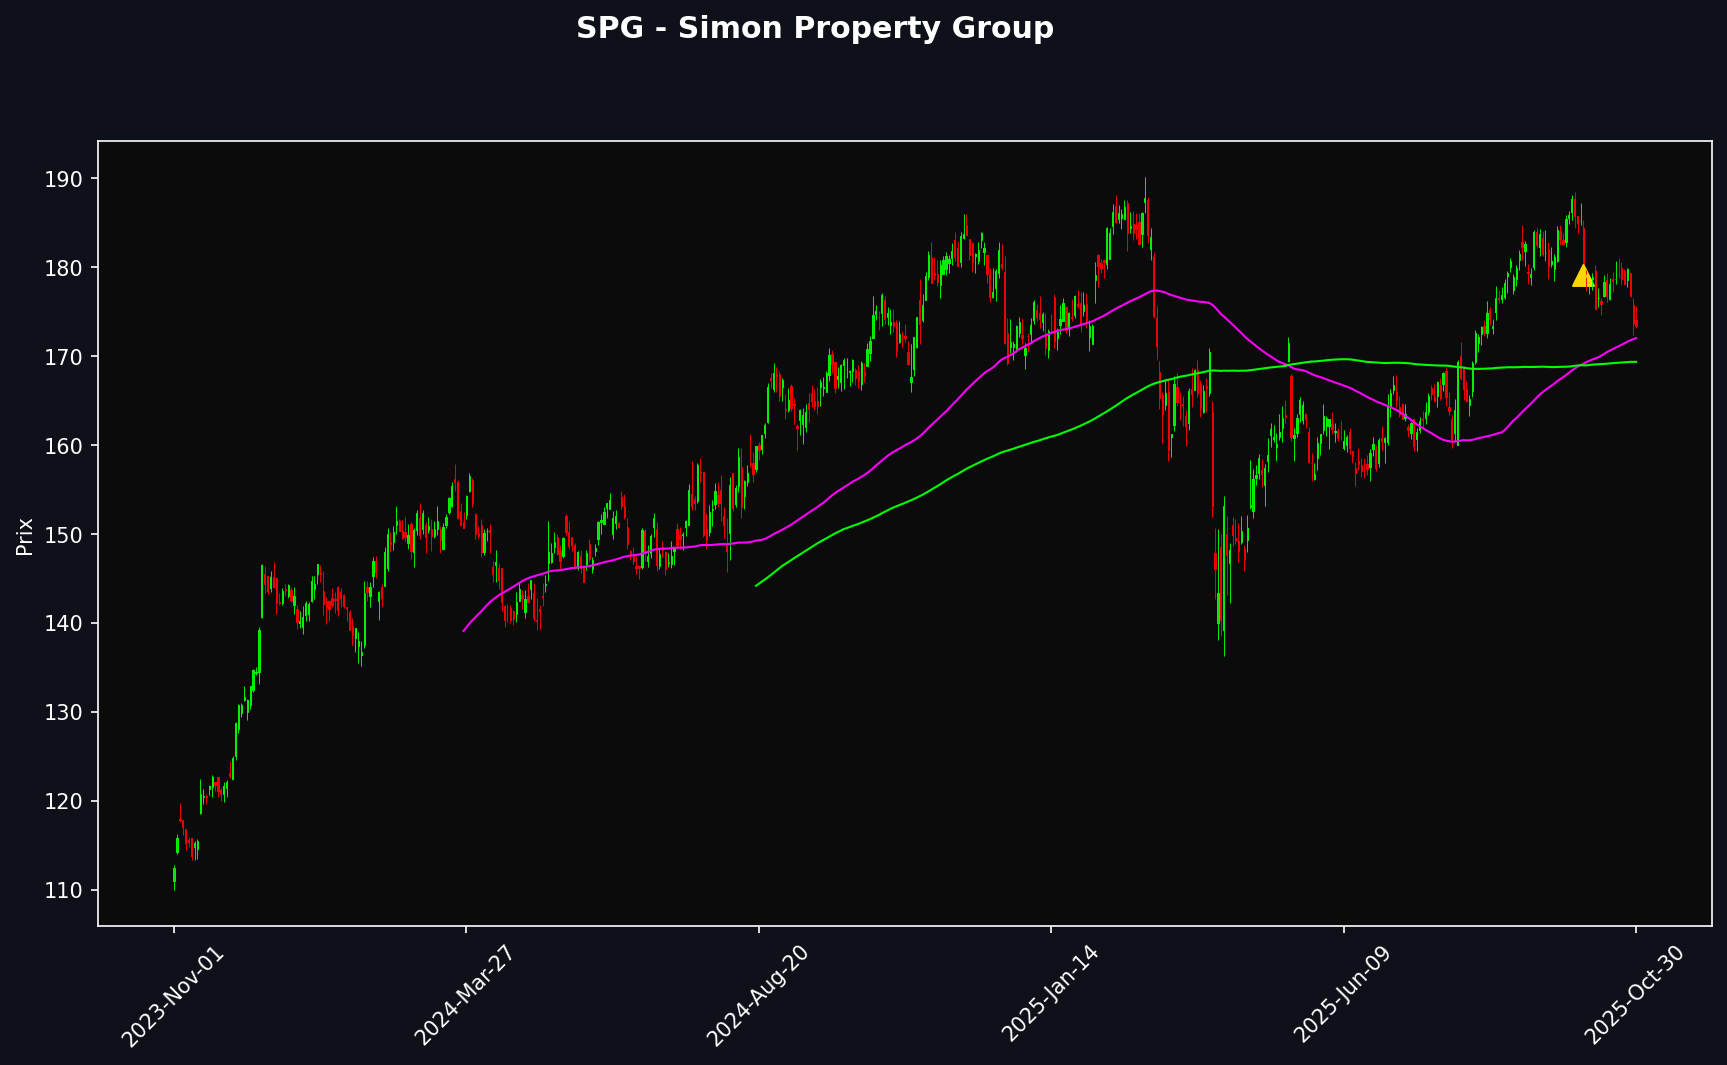 SPG - Simon Property Group
Prix
190
180
170
160
150
140
130
120
110
2023-Nov-01
2024-Mar-27
2024-Aug-20
2025-Jan-14
2025-Jun-09
2025-Oct-30